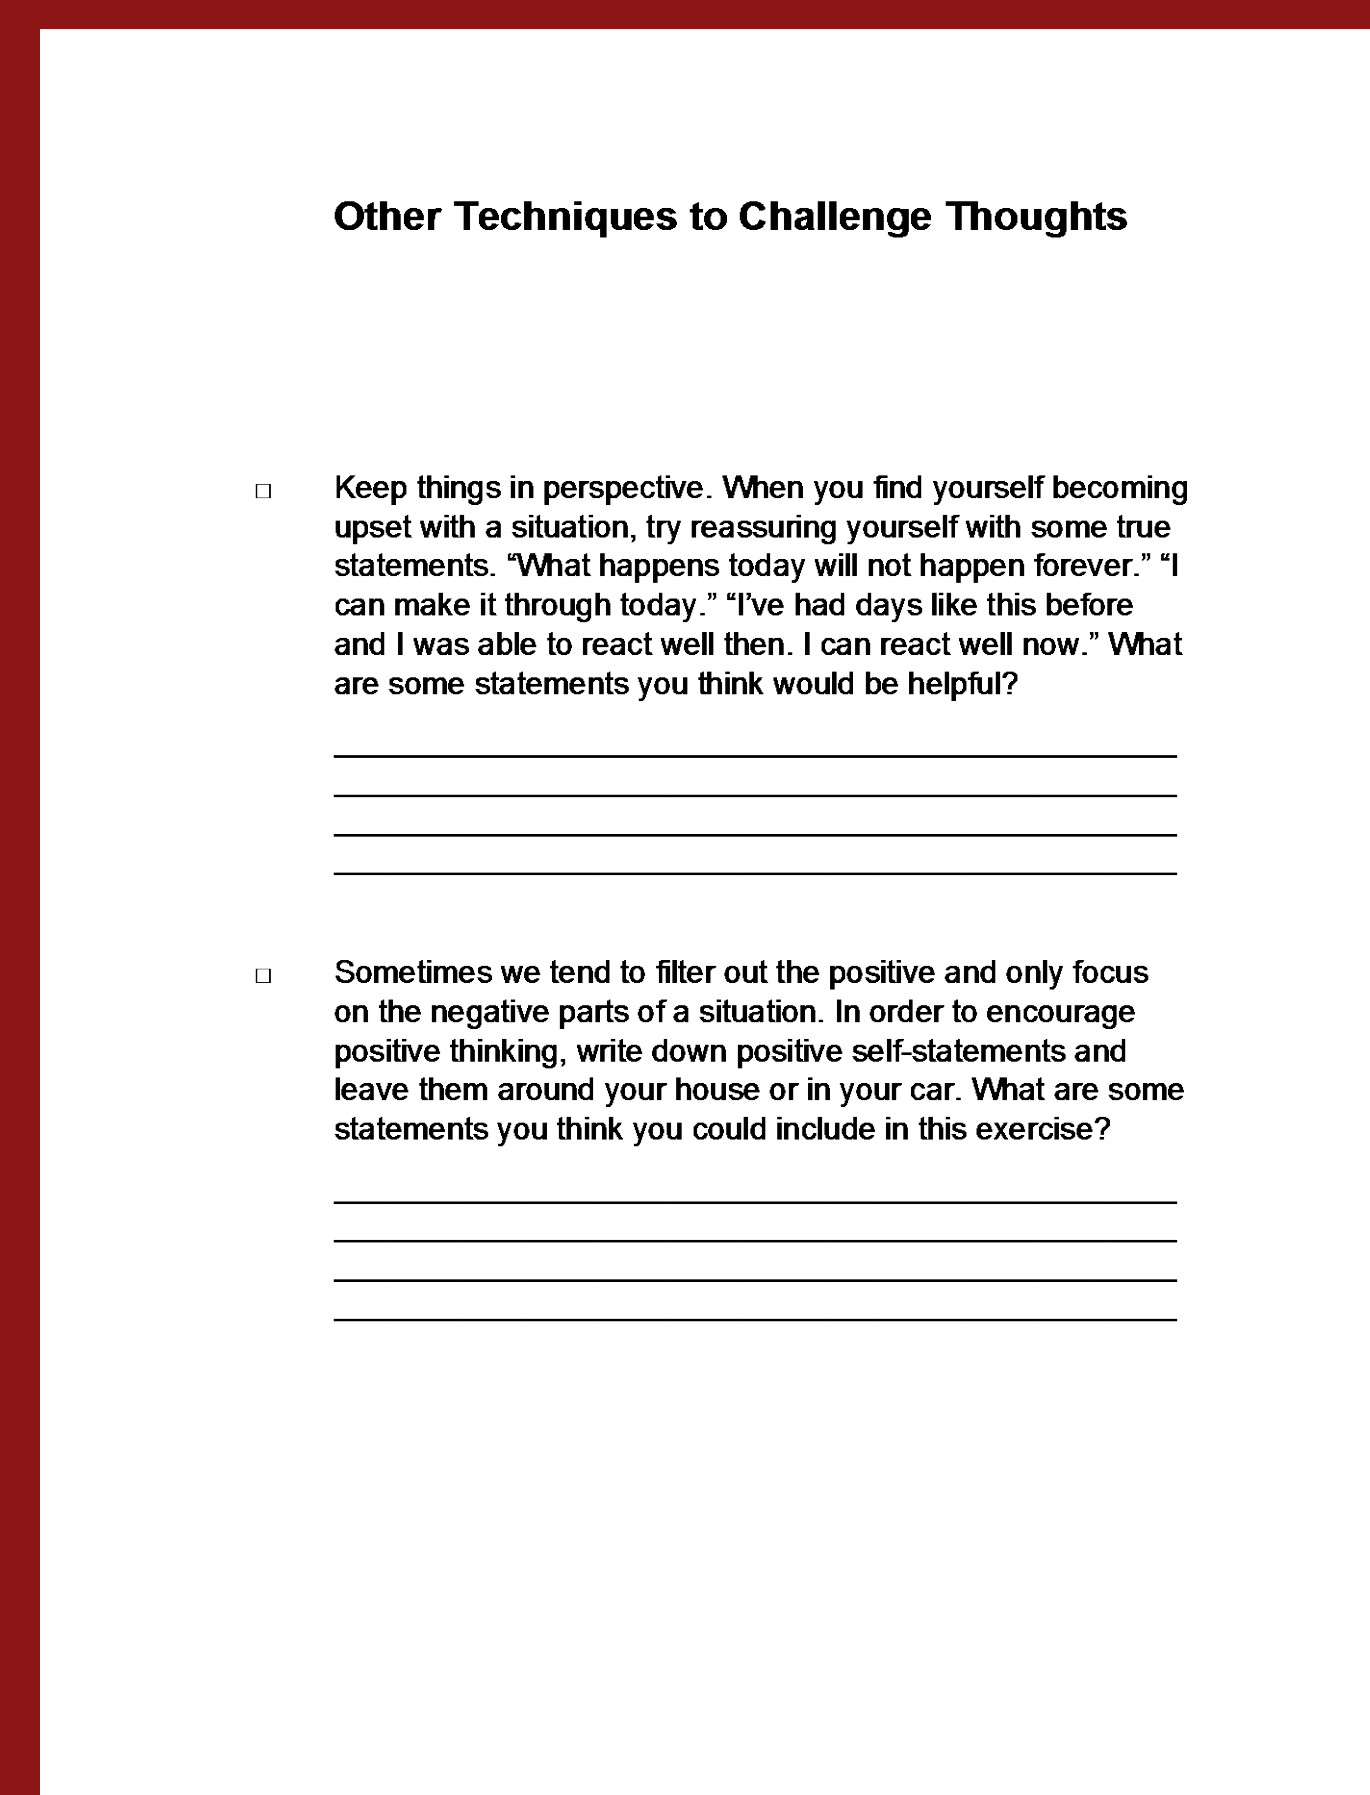 Other Techniques to Challenge Thoughts
□ Keep things in perspective. When you find yourself becoming
upset with a situation, try reassuring yourself with some true
statements. “What happens today will not happen forever.” “I
can make it through today.” “I’ve had days like this before
and I was able to react well then. I can react well now.” What
are some statements you think would be helpful?
□ Sometimes we tend to filter out the positive and only focus
on the negative parts of a situation. In order to encourage
positive thinking, write down positive self-statements and
leave them around your house or in your car. What are some
statements you think you could include in this exercise?